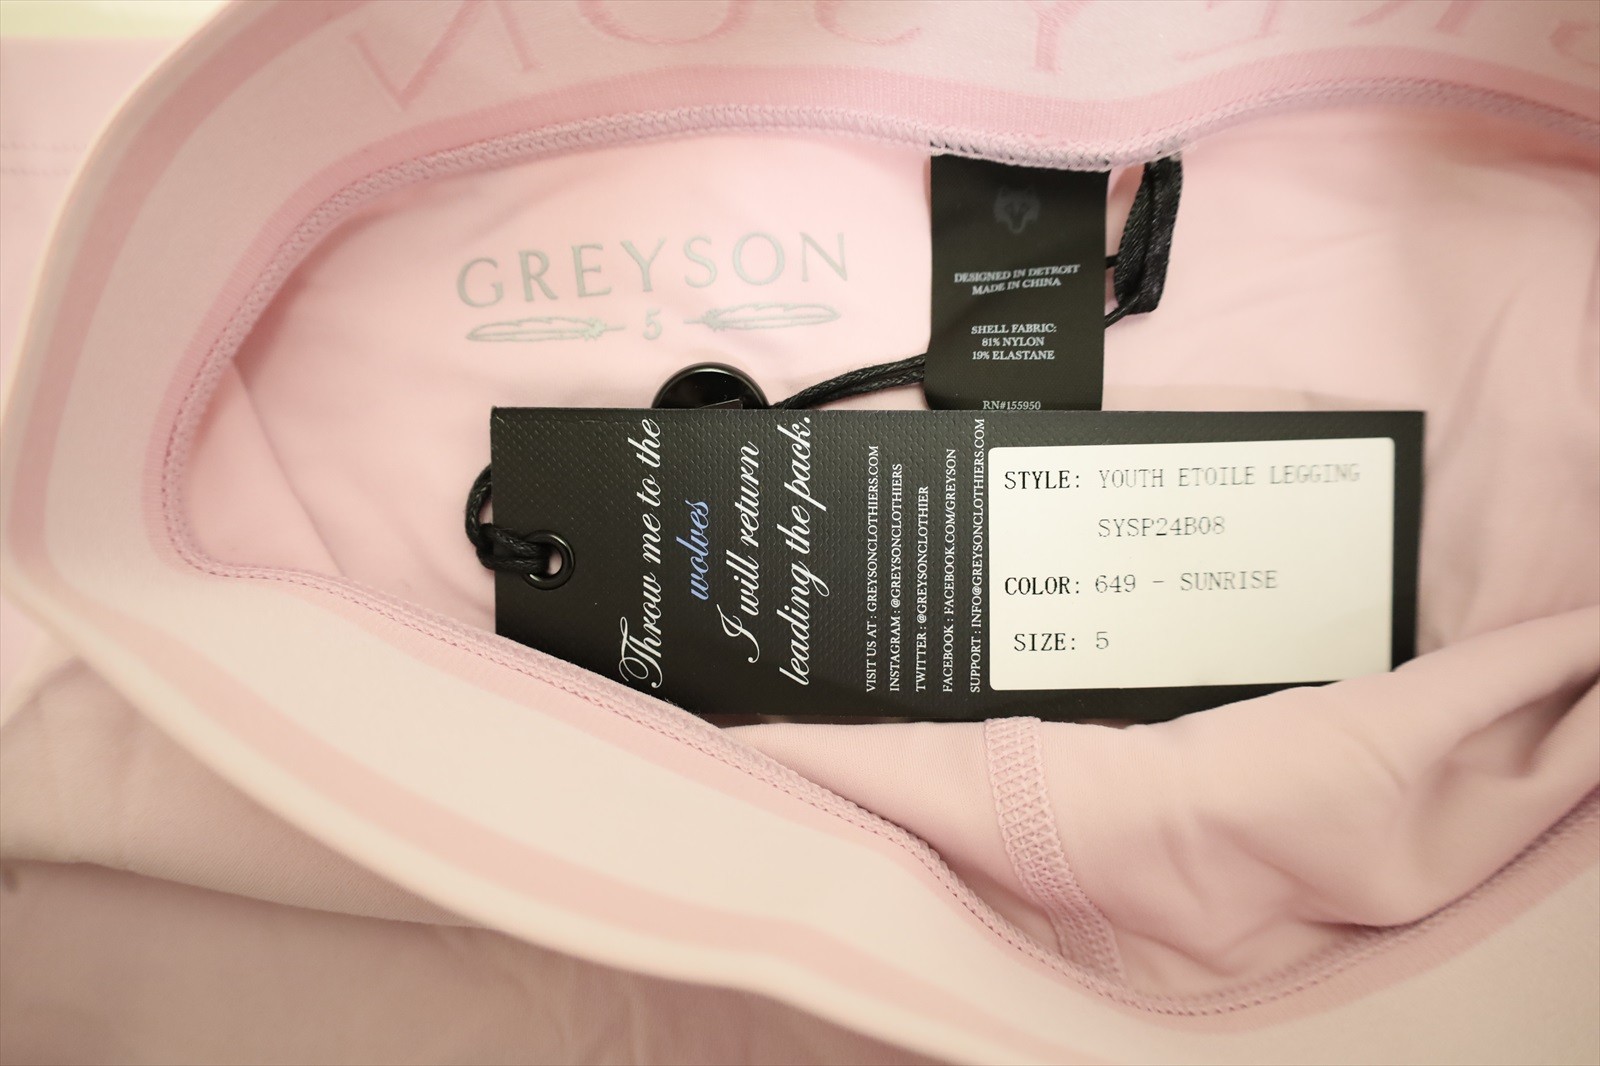 GREYSON
GREYSON
5
DESIGNED IN DETROIT
MADE IN CHINA
SHELL FABRIC:
81% NYLON
19% ELASTANE
RN#155950
Throw me to the
wolves
I will return
leading the pack.
VISIT US AT : GREYSONCLOTHIERS.COM
INSTAGRAM : @GREYSONCLOTHIERS
TWITTER : @GREYSONCLOTHIER
FACEBOOK : FACEBOOK.COM/GREYSON
SUPPORT : INFO@GREYSONCLOTHIERS.COM
STYLE: YOUTH ETOILE LEGGING
SYSP24B08
COLOR: 649 - SUNRISE
SIZE: 5